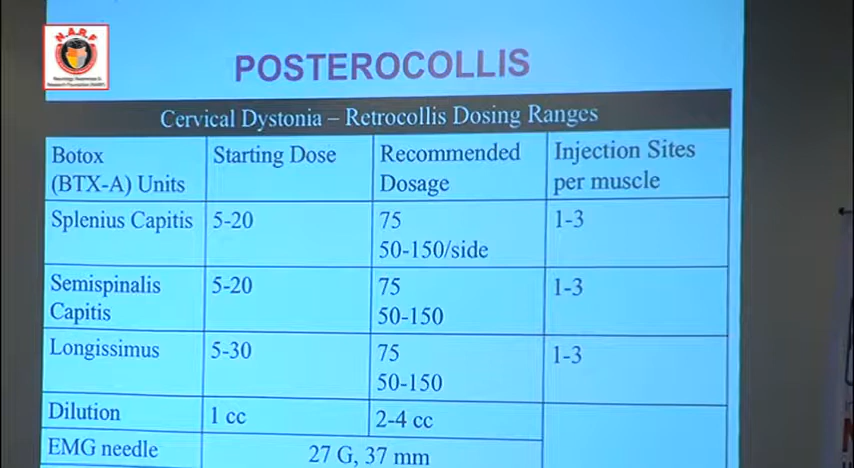 N.A.R.F
POSTEROCOLLIS
Cervical Dystonia – Retrocollis Dosing Ranges
Botox
(BTX-A) Units
Starting Dose
Recommended
Dosage
Injection Sites
per muscle
Splenius Capitis
5-20
75
50-150/side
1-3
Semispinalis
Capitis
5-20
75
50-150
1-3
Longissimus
5-30
75
50-150
1-3
Dilution
1 cc
2-4 cc
EMG needle
27 G, 37 mm